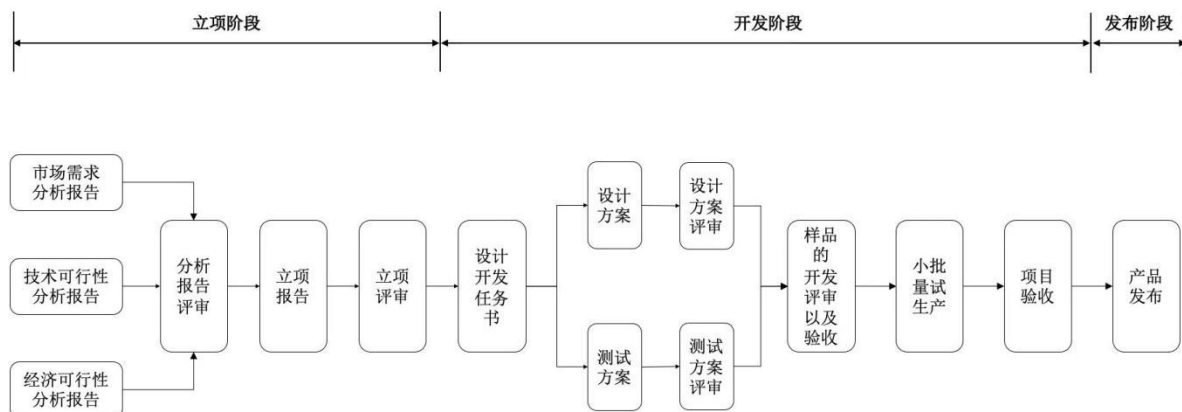 立项阶段
开发阶段
发布阶段
市场需求
分析报告
技术可行性
分析报告
经济可行性
分析报告
分析
报告
评审
立项
报告
立项
评审
设计
开发
任务
书
设计
方案
设计
方案
评审
测试
方案
测试
方案
评审
样品
的
开发
评审
以及
验收
小批
量试
生产
项目
验收
产品
发布